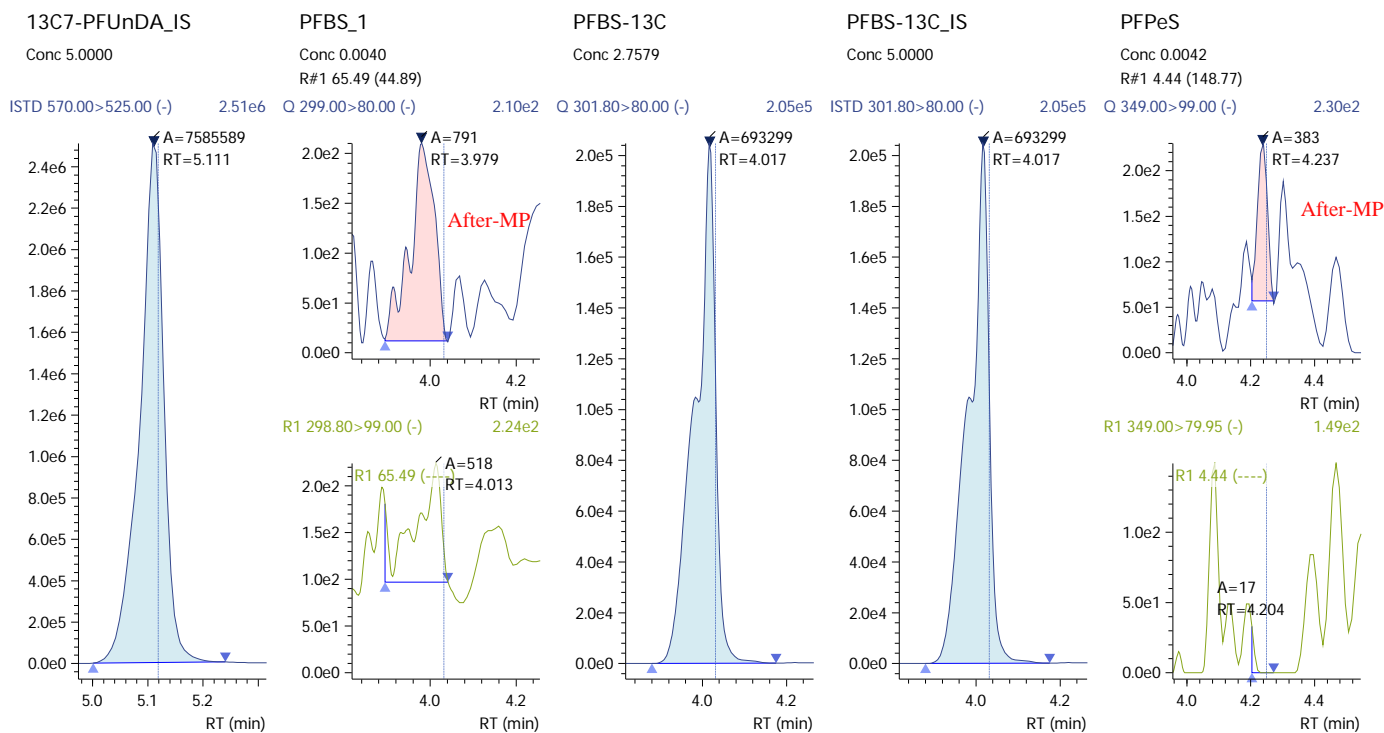 13C7-PFUnDA_IS
Conc 5.0000
ISTD 570.00>525.00 (-) 2.51e6
A=7585589
RT=5.111
2.4e6
2.2e6
2.0e6
1.8e6
1.6e6
1.4e6
1.2e6
1.0e6
8.0e5
6.0e5
4.0e5
2.0e5
0.0e0
5.0 5.1 5.2
RT (min)
PFBS_1
Conc 0.0040
R#1 65.49 (44.89)
Q 299.00>80.00 (-) 2.10e2
A=791
RT=3.979
After-MP
2.0e2
1.5e2
1.0e2
5.0e1
0.0e0
4.0 4.2
RT (min)
R1 298.80>99.00 (-) 2.24e2
A=518
R1 65.49 (----)
RT=4.013
2.0e2
1.5e2
1.0e2
5.0e1
0.0e0
4.0 4.2
RT (min)
PFBS-13C
Conc 2.7579
Q 301.80>80.00 (-) 2.05e5
A=693299
RT=4.017
2.0e5
1.8e5
1.6e5
1.4e5
1.2e5
1.0e5
8.0e4
6.0e4
4.0e4
2.0e4
0.0e0
4.0 4.2
RT (min)
PFBS-13C_IS
Conc 5.0000
ISTD 301.80>80.00 (-) 2.05e5
A=693299
RT=4.017
2.0e5
1.8e5
1.6e5
1.4e5
1.2e5
1.0e5
8.0e4
6.0e4
4.0e4
2.0e4
0.0e0
4.0 4.2
RT (min)
PFPeS
Conc 0.0042
R#1 4.44 (148.77)
Q 349.00>99.00 (-) 2.30e2
A=383
RT=4.237
After-MP
2.0e2
1.5e2
1.0e2
5.0e1
0.0e0
4.0 4.2 4.4
RT (min)
R1 349.00>79.95 (-) 1.49e2
R1 4.44 (----)
A=17
RT=4.204
1.0e2
5.0e1
0.0e0
4.0 4.2 4.4
RT (min)